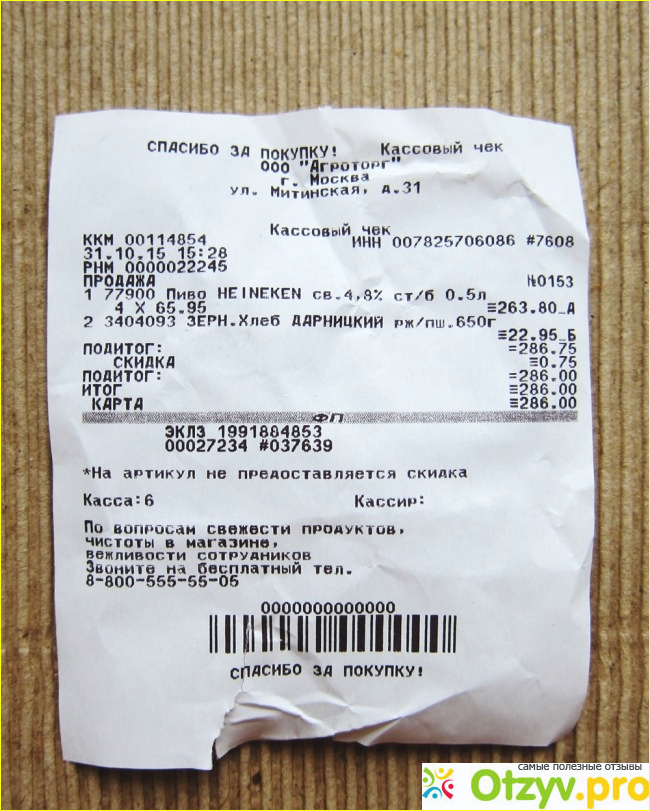 СПАСИБО ЗА ПОКУПКУ! Кассовый чек
ООО "Агроторг"
г. Москва
ул. Митинская, д.31
Кассовый чек
ККМ 00114854 ИНН 007825706086 #7608
31.10.15 15:28
РНМ 0000022245
ПРОДАЖА №0153
1 77900 Пиво HEINEKEN св.4,8% ст/б 0.5л
4 X 65.95 ≡263.80_А
2 3404093 ЗЕРН.Хлеб ДАРНИЦКИЙ рж/пш.650г
≡22.95_Б
ПОДИТОГ: =286.75
СКИДКА ≡0.75
ПОДИТОГ: =286.00
ИТОГ ≡286.00
КАРТА ≡286.00
ФП
ЭКЛЗ 1991884853
00027234 #037639
*На артикул не предоставляется скидка
Касса:6 Кассир:
По вопросам свежести продуктов,
чистоты в магазине,
вежливости сотрудников
Звоните на бесплатный тел.
8-800-555-55-05
0000000000000
СПАСИБО ЗА ПОКУПКУ!
самые полезные отзывы
Otzyv.pro